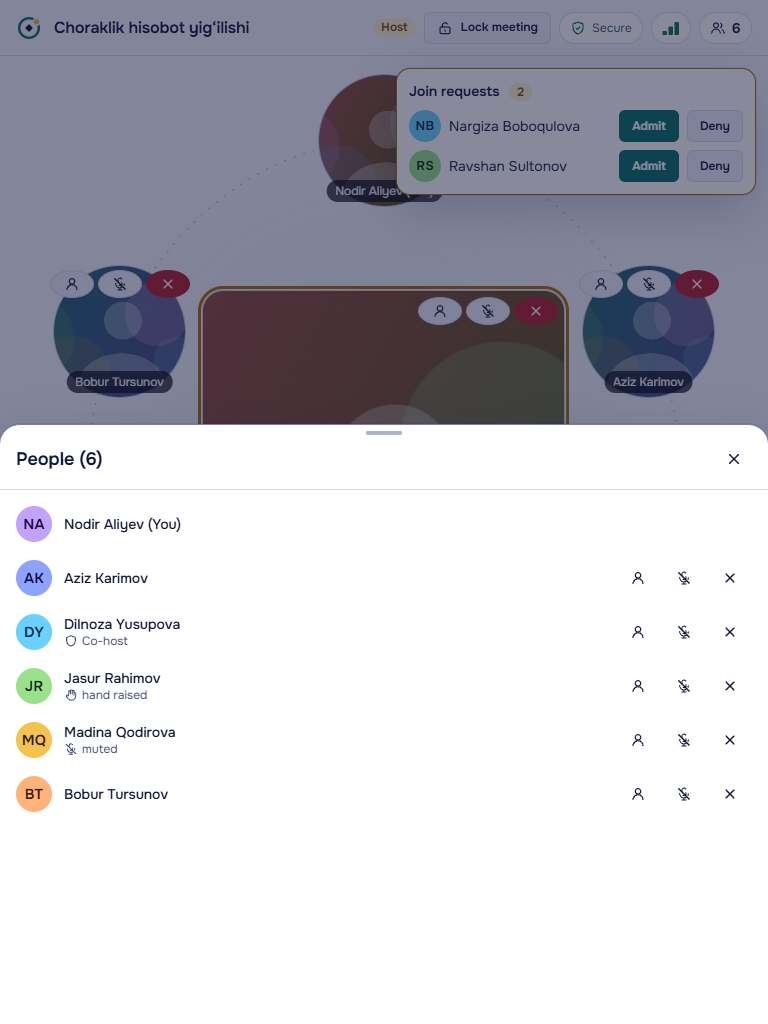 Choraklik hisobot yig‘ilishi
Host
Lock meeting
Secure
6
Join requests 2
NB Nargiza Boboqulova Admit Deny
RS Ravshan Sultonov Admit Deny
Nodir Aliyev
Bobur Tursunov
Aziz Karimov
People (6)
NA Nodir Aliyev (You)
AK Aziz Karimov
DY Dilnoza Yusupova
Co-host
JR Jasur Rahimov
hand raised
MQ Madina Qodirova
muted
BT Bobur Tursunov